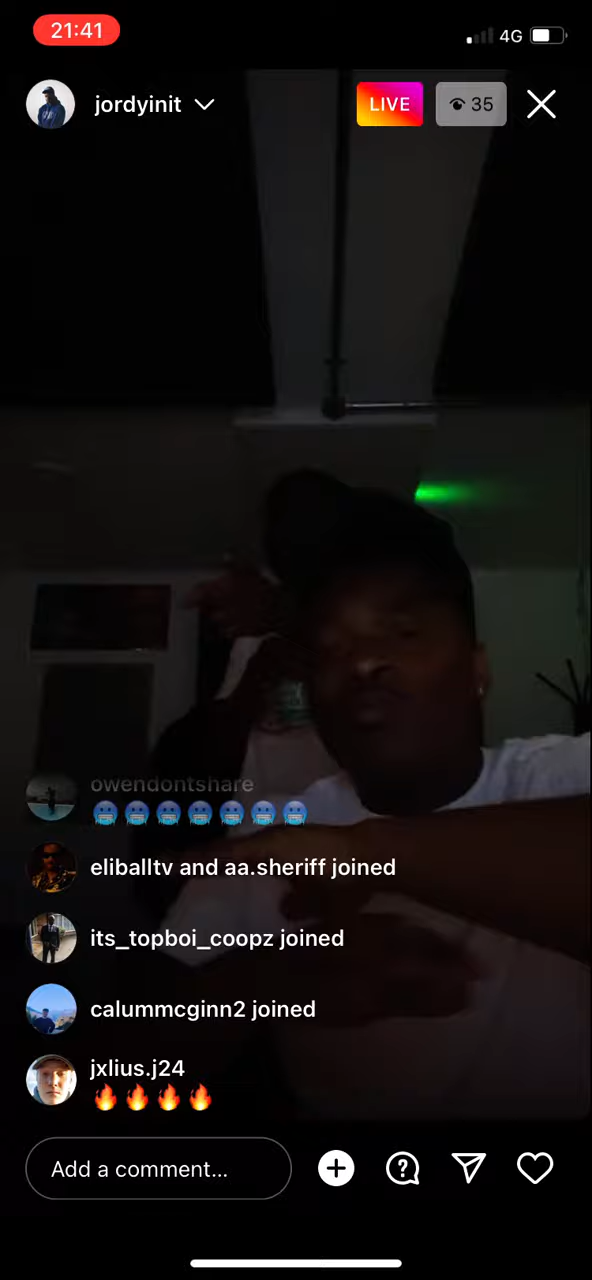 21:41
4G
jordyinit
LIVE
35
owendontshare
🥶🥶🥶🥶🥶🥶🥶
eliballtv and aa.sheriff joined
its_topboi_coopz joined
calummcginn2 joined
jxlius.j24
🔥🔥🔥🔥
Add a comment...